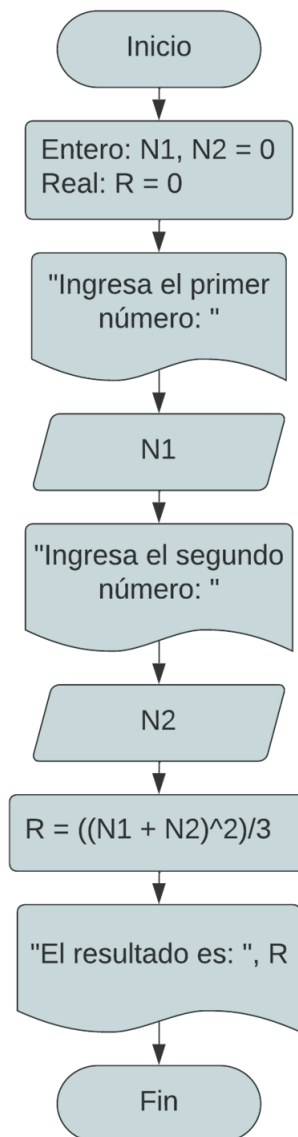 Inicio
Entero: N1, N2 = 0
Real: R = 0
"Ingresa el primer
número: "
N1
"Ingresa el segundo
número: "
N2
R = ((N1 + N2)^2)/3
"El resultado es: ", R
Fin